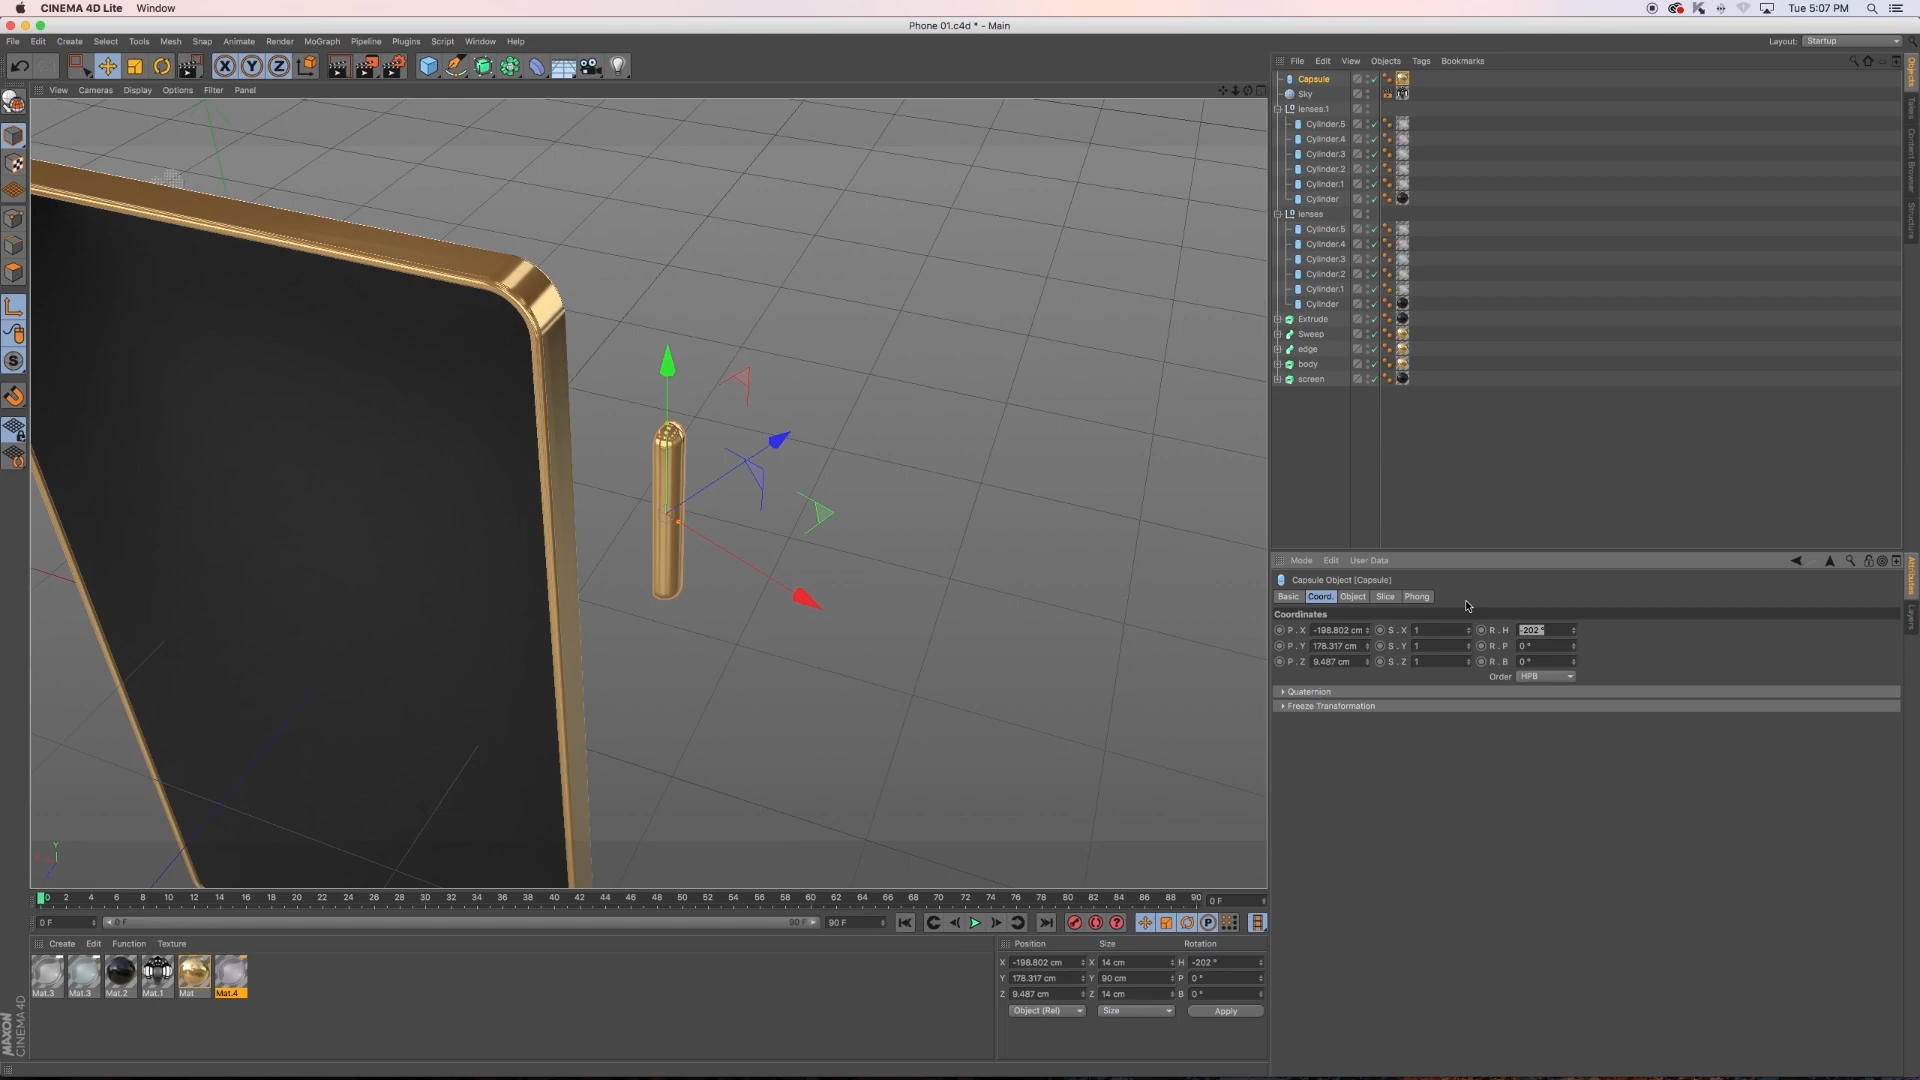 CINEMA 4D Lite Window Tue 5:07 PM
Phone 01.c4d * - Main
File Edit Create Select Tools Mesh Snap Animate Render MoGraph Pipeline Plugins Script Window Help Layout: Startup
X Y Z
View Cameras Display Options Filter Panel
File Edit View Objects Tags Bookmarks
Capsule
Sky
lenses.1
Cylinder.5
Cylinder.4
Cylinder.3
Cylinder.2
Cylinder.1
Cylinder
lenses
Cylinder.5
Cylinder.4
Cylinder.3
Cylinder.2
Cylinder.1
Cylinder
Extrude
Sweep
edge
body
screen
Objects
Takes
Content Browser
Structure
Mode Edit User Data
Capsule Object [Capsule]
Basic Coord. Object Slice Phong
Coordinates
P . X -198.802 cm S . X 1 R . H -202 °
P . Y 178.317 cm S . Y 1 R . P 0 °
P . Z 9.487 cm S . Z 1 R . B 0 °
Order HPB
Quaternion
Freeze Transformation
Attributes
Layers
Y
0 2 4 6 8 10 12 14 16 18 20 22 24 26 28 30 32 34 36 38 40 42 44 46 48 50 52 54 56 58 60 62 64 66 68 70 72 74 76 78 80 82 84 86 88 90 0 F
0 F 0 F 90 F 90 F
Create Edit Function Texture
Mat.3 Mat.3 Mat.2 Mat.1 Mat Mat.4
Position Size Rotation
X -198.802 cm X 14 cm H -202 °
Y 178.317 cm Y 90 cm P 0 °
Z 9.487 cm Z 14 cm B 0 °
Object (Rel) Size Apply
MAXON
CINEMA 4D